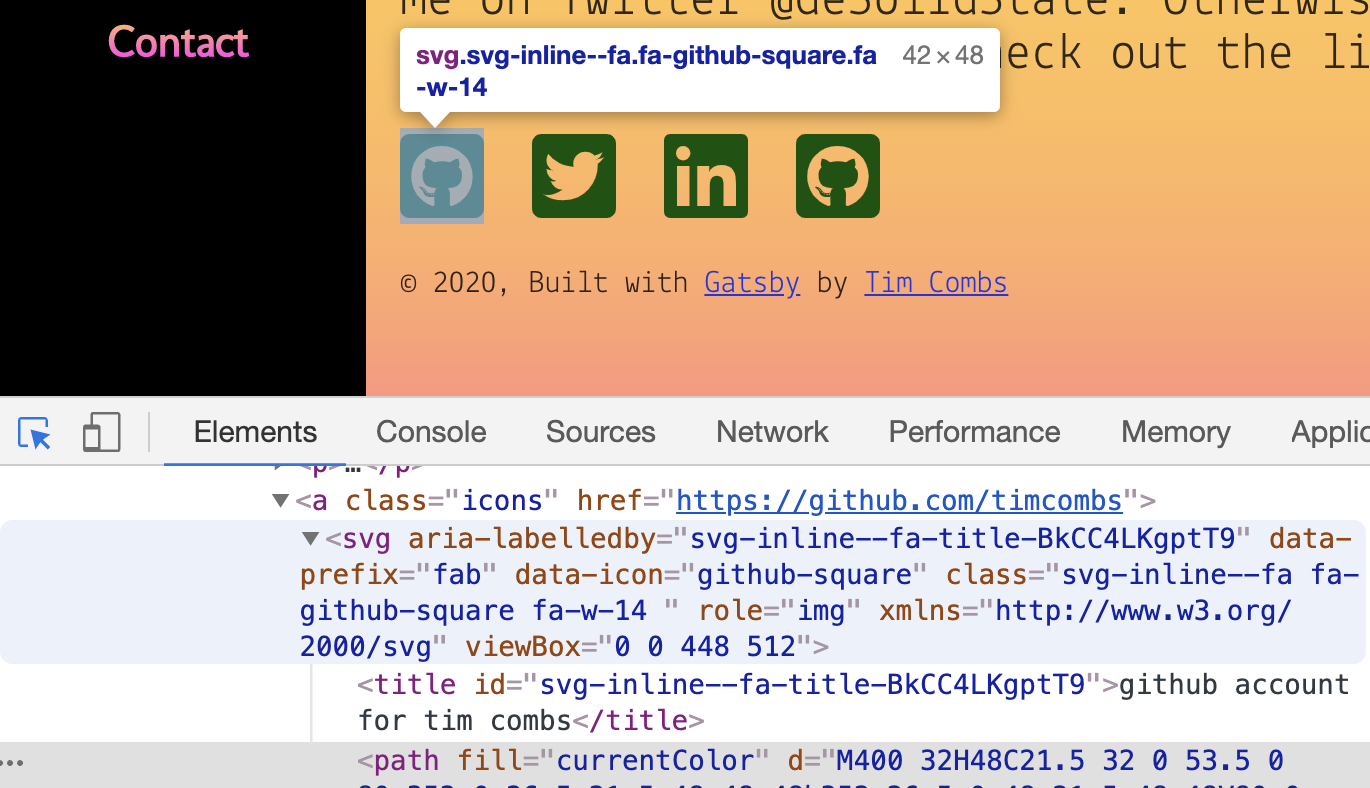 Contact
me on Twitter @deSolidState. Otherwis
svg.svg-inline--fa.fa-github-square.fa 42 × 48
-w-14
heck out the li
in
© 2020, Built with Gatsby by Tim Combs
Elements Console Sources Network Performance Memory Applic
<p>…</p>
<a class="icons" href="https://github.com/timcombs">
<svg aria-labelledby="svg-inline--fa-title-BkCC4LKgptT9" data-
prefix="fab" data-icon="github-square" class="svg-inline--fa fa-
github-square fa-w-14 " role="img" xmlns="http://www.w3.org/
2000/svg" viewBox="0 0 448 512">
<title id="svg-inline--fa-title-BkCC4LKgptT9">github account
for tim combs</title>
<path fill="currentColor" d="M400 32H48C21.5 32 0 53.5 0